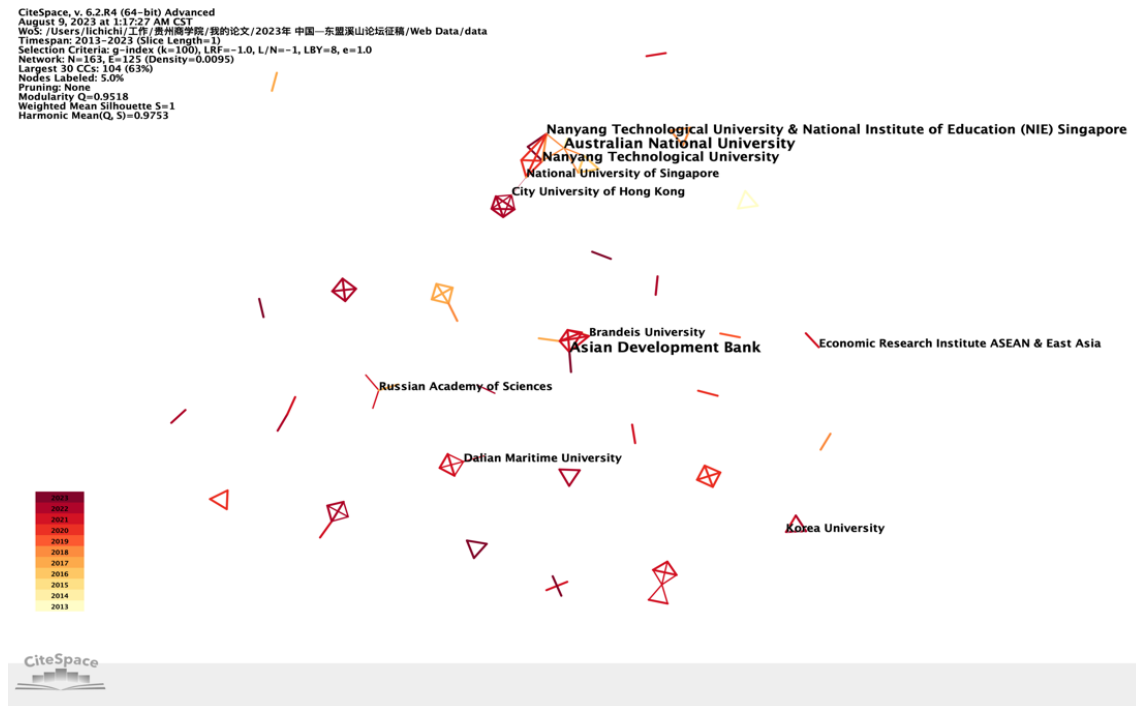 CiteSpace, v. 6.2.R4 (64-bit) Advanced
August 9, 2023 at 1:17:27 AM CST
WoS: /Users/lichichi/工作/贵州商学院/我的论文/2023年 中国—东盟溪山论坛征稿/Web Data/data
Timespan: 2013-2023 (Slice Length=1)
Selection Criteria: g-index (k=100), LRF=-1.0, L/N=-1, LBY=8, e=1.0
Network: N=163, E=125 (Density=0.0095)
Largest 30 CCs: 104 (63%)
Nodes Labeled: 5.0%
Pruning: None
Modularity Q=0.9518
Weighted Mean Silhouette S=1
Harmonic Mean(Q, S)=0.9753
Nanyang Technological University & National Institute of Education (NIE) Singapore
Australian National University
Nanyang Technological University
National University of Singapore
City University of Hong Kong
Brandeis University
Asian Development Bank
Economic Research Institute ASEAN & East Asia
Russian Academy of Sciences
Dalian Maritime University
Korea University
2023
2022
2021
2020
2019
2018
2017
2016
2015
2014
2013
CiteSpace